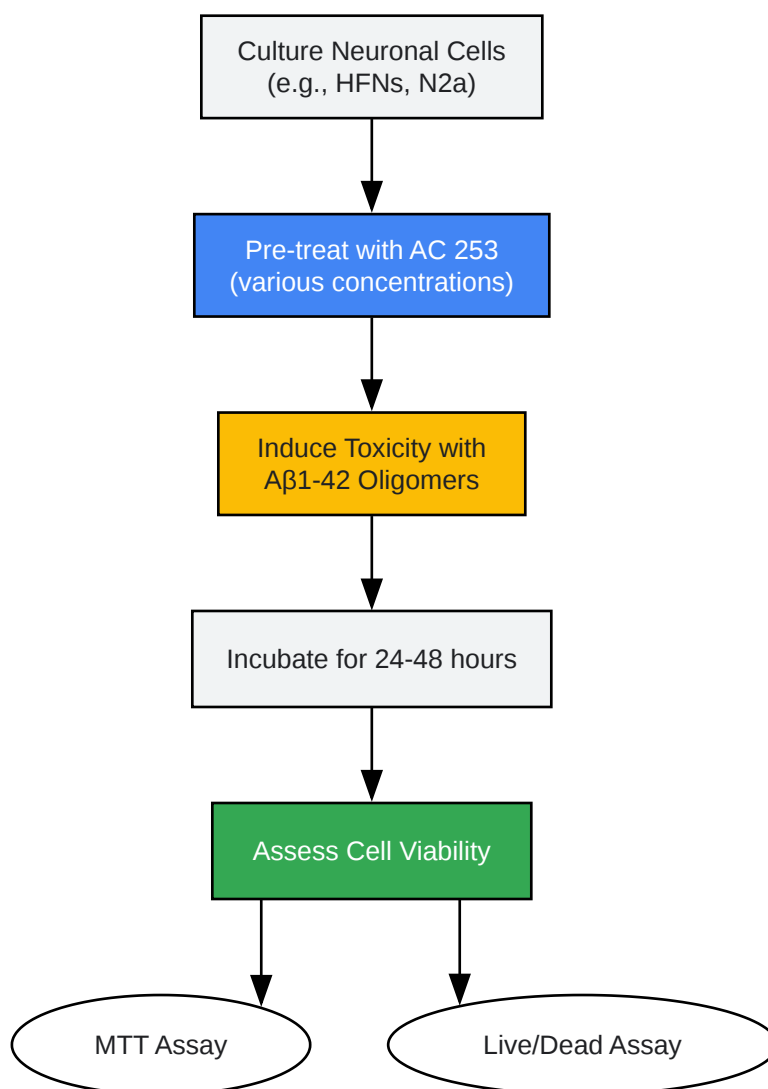 Culture Neuronal Cells
(e.g., HFNs, N2a)
Pre-treat with AC 253
(various concentrations)
Induce Toxicity with
Aβ1-42 Oligomers
Incubate for 24-48 hours
Assess Cell Viability
MTT Assay
Live/Dead Assay